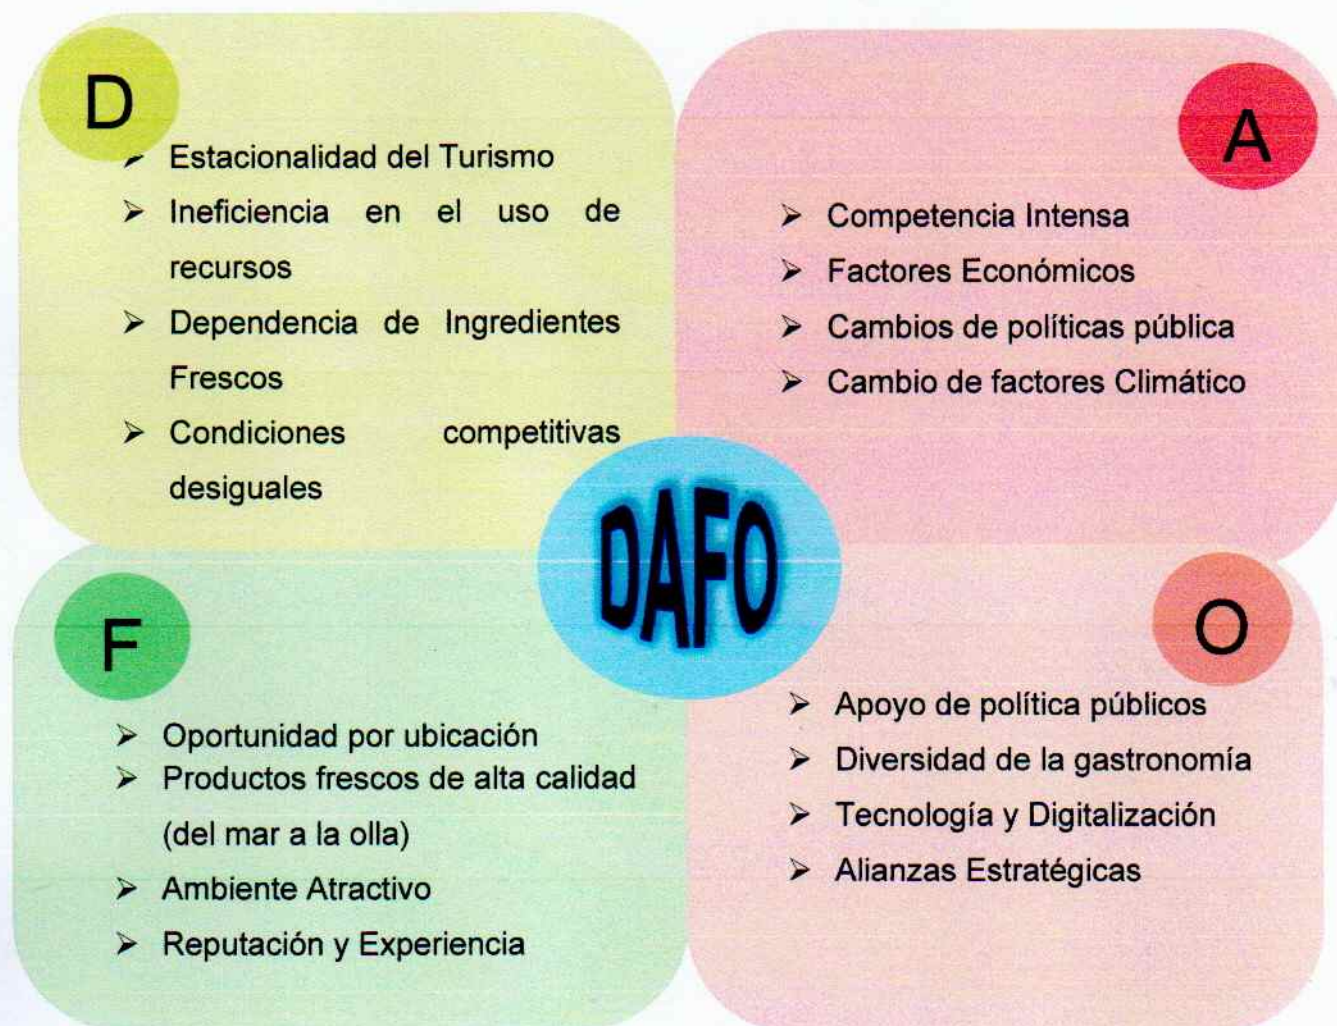 D
➢ Estacionalidad del Turismo
➢ Ineficiencia en el uso de
recursos
➢ Dependencia de Ingredientes
Frescos
➢ Condiciones competitivas
desiguales
A
➢ Competencia Intensa
➢ Factores Económicos
➢ Cambios de políticas pública
➢ Cambio de factores Climático
DAFO
F
➢ Oportunidad por ubicación
➢ Productos frescos de alta calidad
(del mar a la olla)
➢ Ambiente Atractivo
➢ Reputación y Experiencia
O
➢ Apoyo de política públicos
➢ Diversidad de la gastronomía
➢ Tecnología y Digitalización
➢ Alianzas Estratégicas